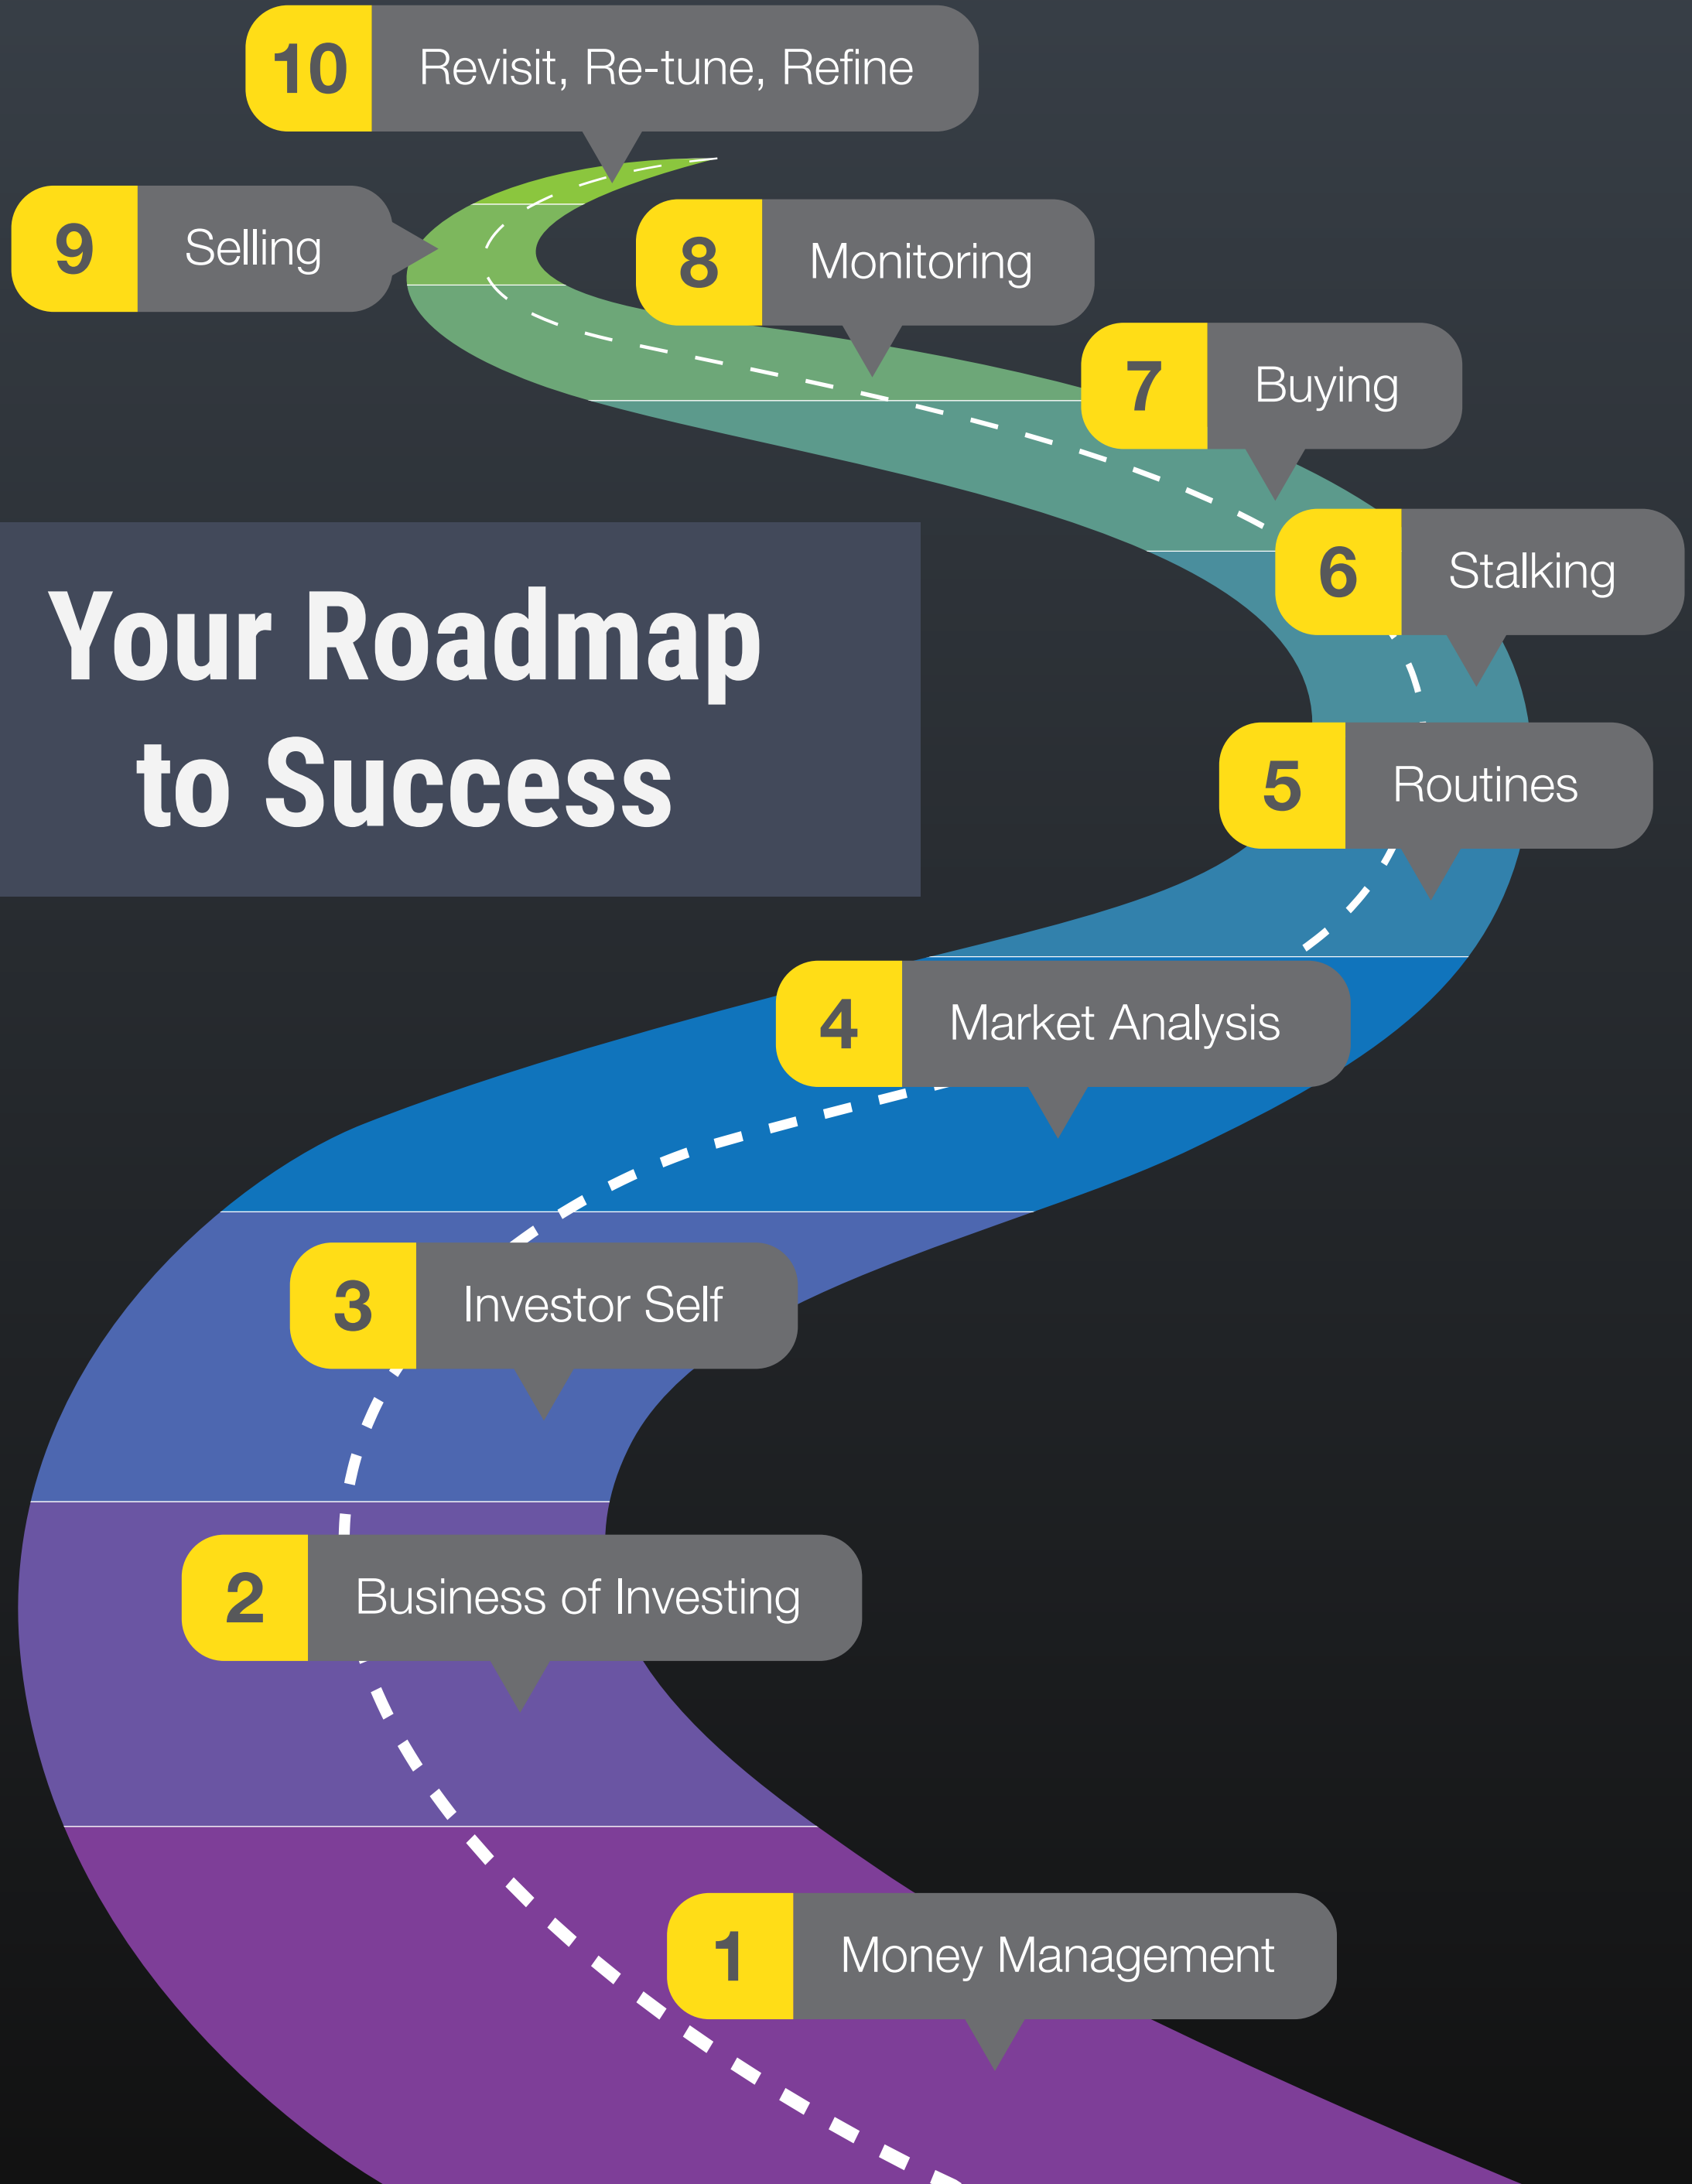 10 Revisit, Re-tune, Refine
9 Selling
8 Monitoring
7 Buying
6 Stalking
Your Roadmap
to Success
5 Routines
4 Market Analysis
3 Investor Self
2 Business of Investing
1 Money Management